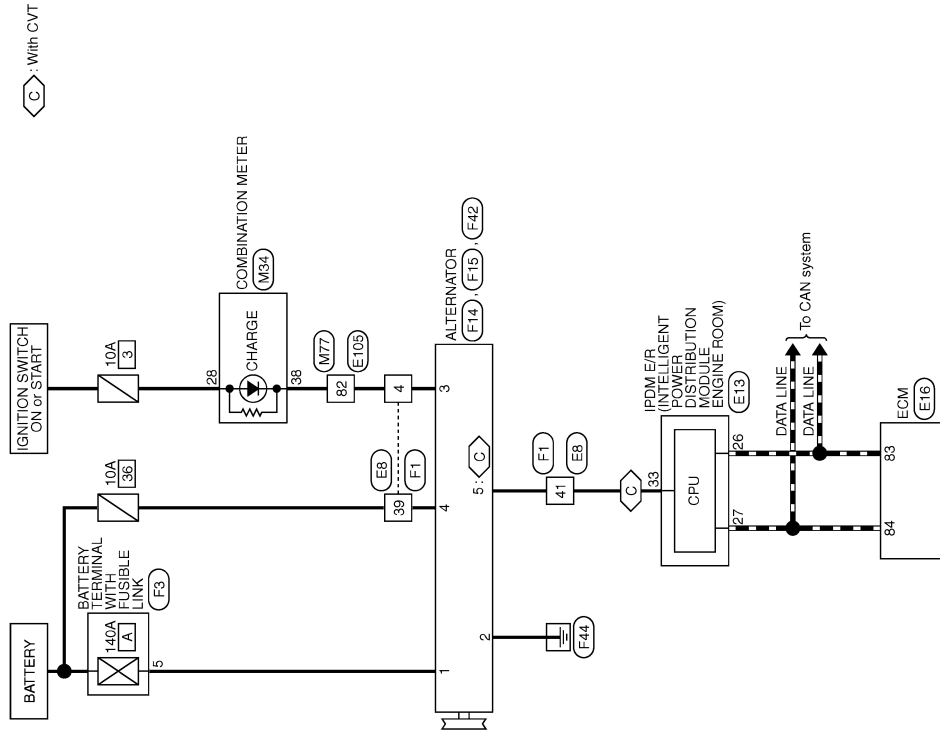 C : With CVT
IGNITION SWITCH
ON or START
10A
3
COMBINATION METER
M34
28
CHARGE
38
M77
82
E105
4
3
BATTERY
10A
36
BATTERY
TERMINAL
WITH
FUSIBLE
LINK
F3
140A
A
5
E8
39
F1
4
1
ALTERNATOR
F14 , F15 , F42
2
F44
5 : C
F1
41
E8
C
33
IPDM E/R
(INTELLIGENT
POWER
DISTRIBUTION
MODULE
ENGINE ROOM)
E13
CPU
27
26
DATA LINE
DATA LINE
To CAN system
ECM
E16
84
83